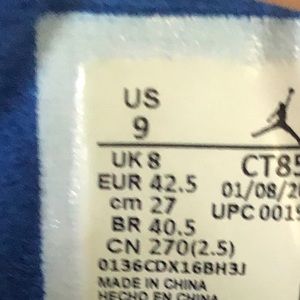 US
9
UK 8 CT85
EUR 42.5 01/08/20
cm 27 UPC 0019
BR 40.5
CN 270(2.5)
0136CDX16BH3J
MADE IN CHINA
HECHO EN CHINA